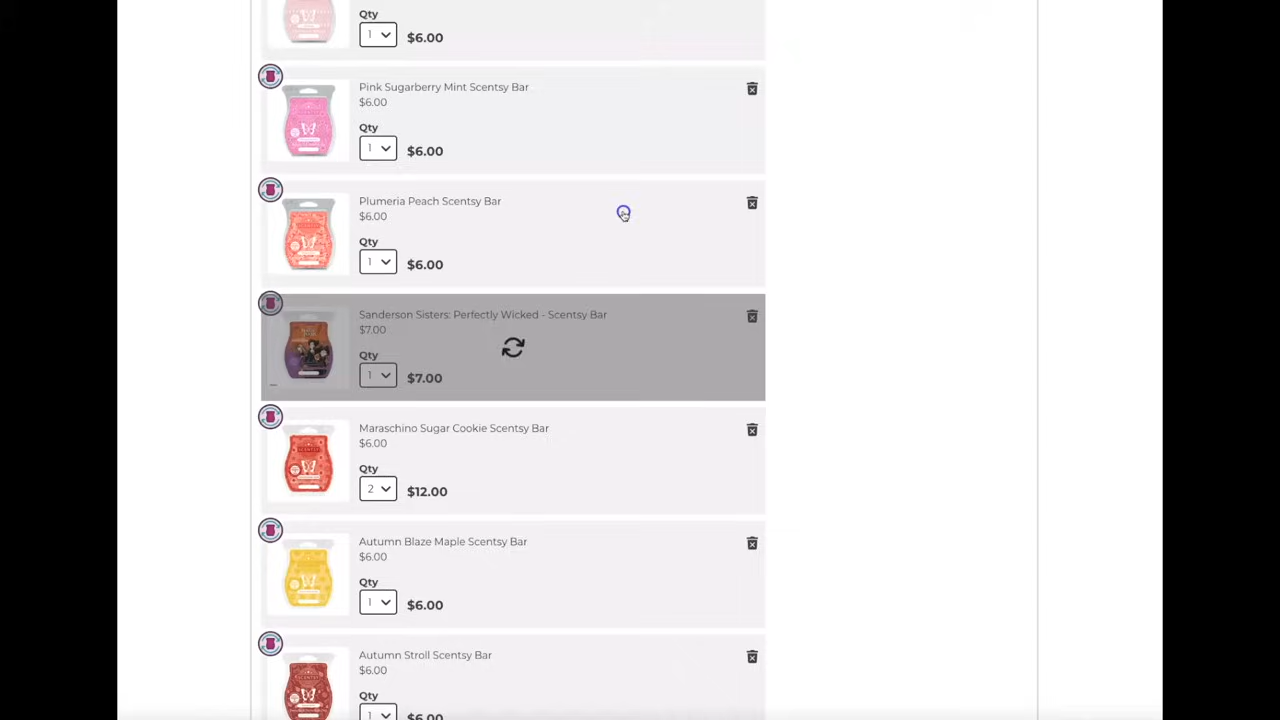 Qty
1 $6.00
Pink Sugarberry Mint Scentsy Bar
$6.00
Qty
1 $6.00
Plumeria Peach Scentsy Bar
$6.00
Qty
1 $6.00
Sanderson Sisters: Perfectly Wicked - Scentsy Bar
$7.00
Qty
1 $7.00
Maraschino Sugar Cookie Scentsy Bar
$6.00
Qty
2 $12.00
Autumn Blaze Maple Scentsy Bar
$6.00
Qty
1 $6.00
Autumn Stroll Scentsy Bar
$6.00
Qty
1 $6.00